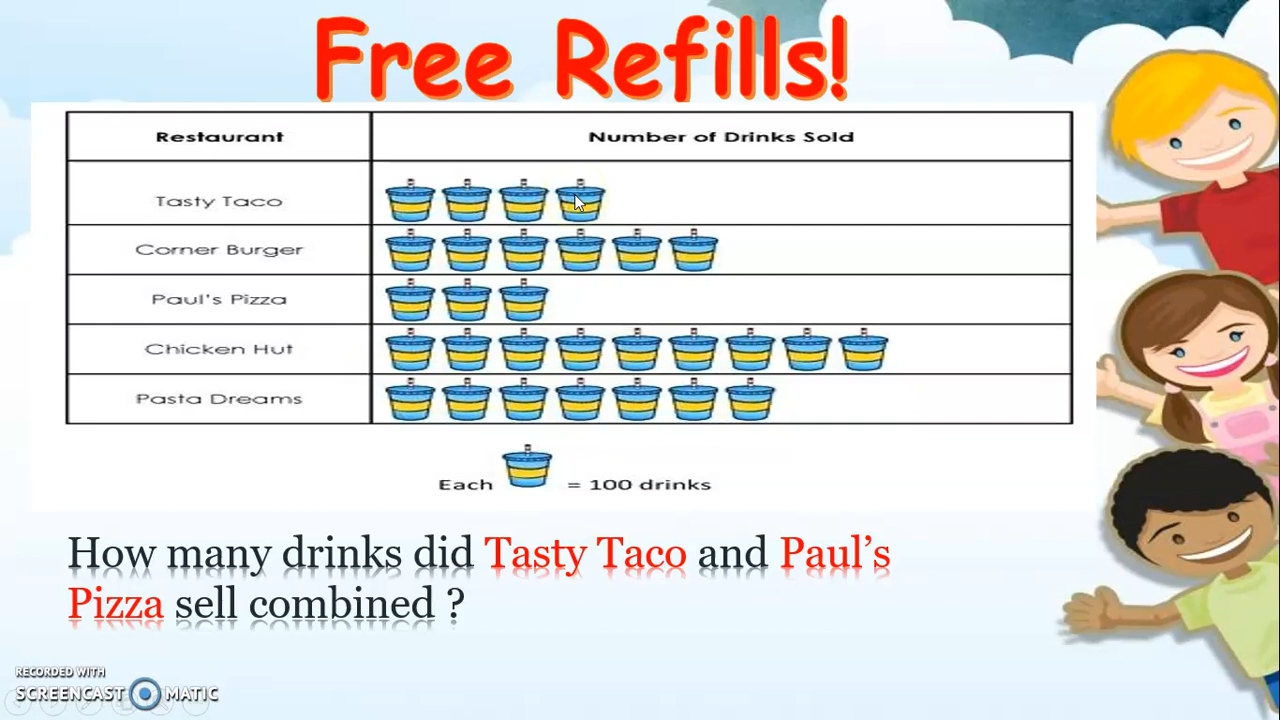 Free Refills!
Restaurant Number of Drinks Sold
Tasty Taco
Corner Burger
Paul's Pizza
Chicken Hut
Pasta Dreams
Each = 100 drinks
How many drinks did Tasty Taco and Paul’s
Pizza sell combined ?
RECORDED WITH
SCREENCAST MATIC